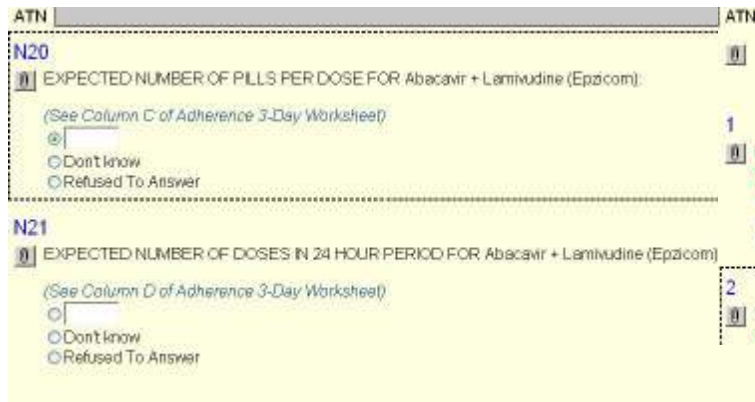 ATN
N20
EXPECTED NUMBER OF PILLS PER DOSE FOR Abacavir + Lamivudine (Epzicom):
(See Column C of Adherence 3-Day Worksheet)
Don't know
Refused To Answer
N21
EXPECTED NUMBER OF DOSES IN 24 HOUR PERIOD FOR Abacavir + Lamivudine (Epzicom)
(See Column D of Adherence 3-Day Worksheet)
Don't know
Refused To Answer
ATN
1
2